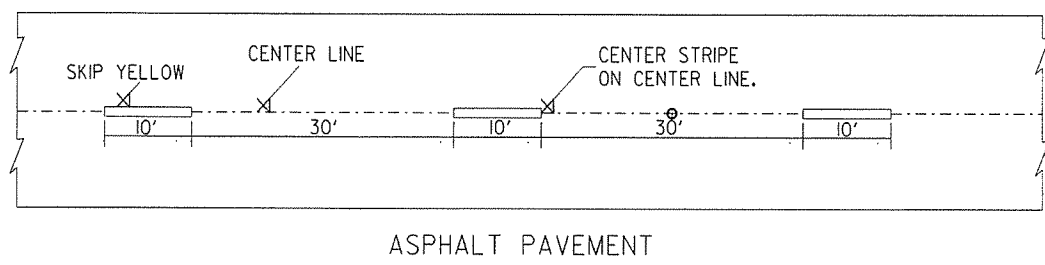 CENTER LINE
CENTER STRIPE
ON CENTER LINE.
SKIP YELLOW
10' 30' 10' 30' 10'
ASPHALT PAVEMENT